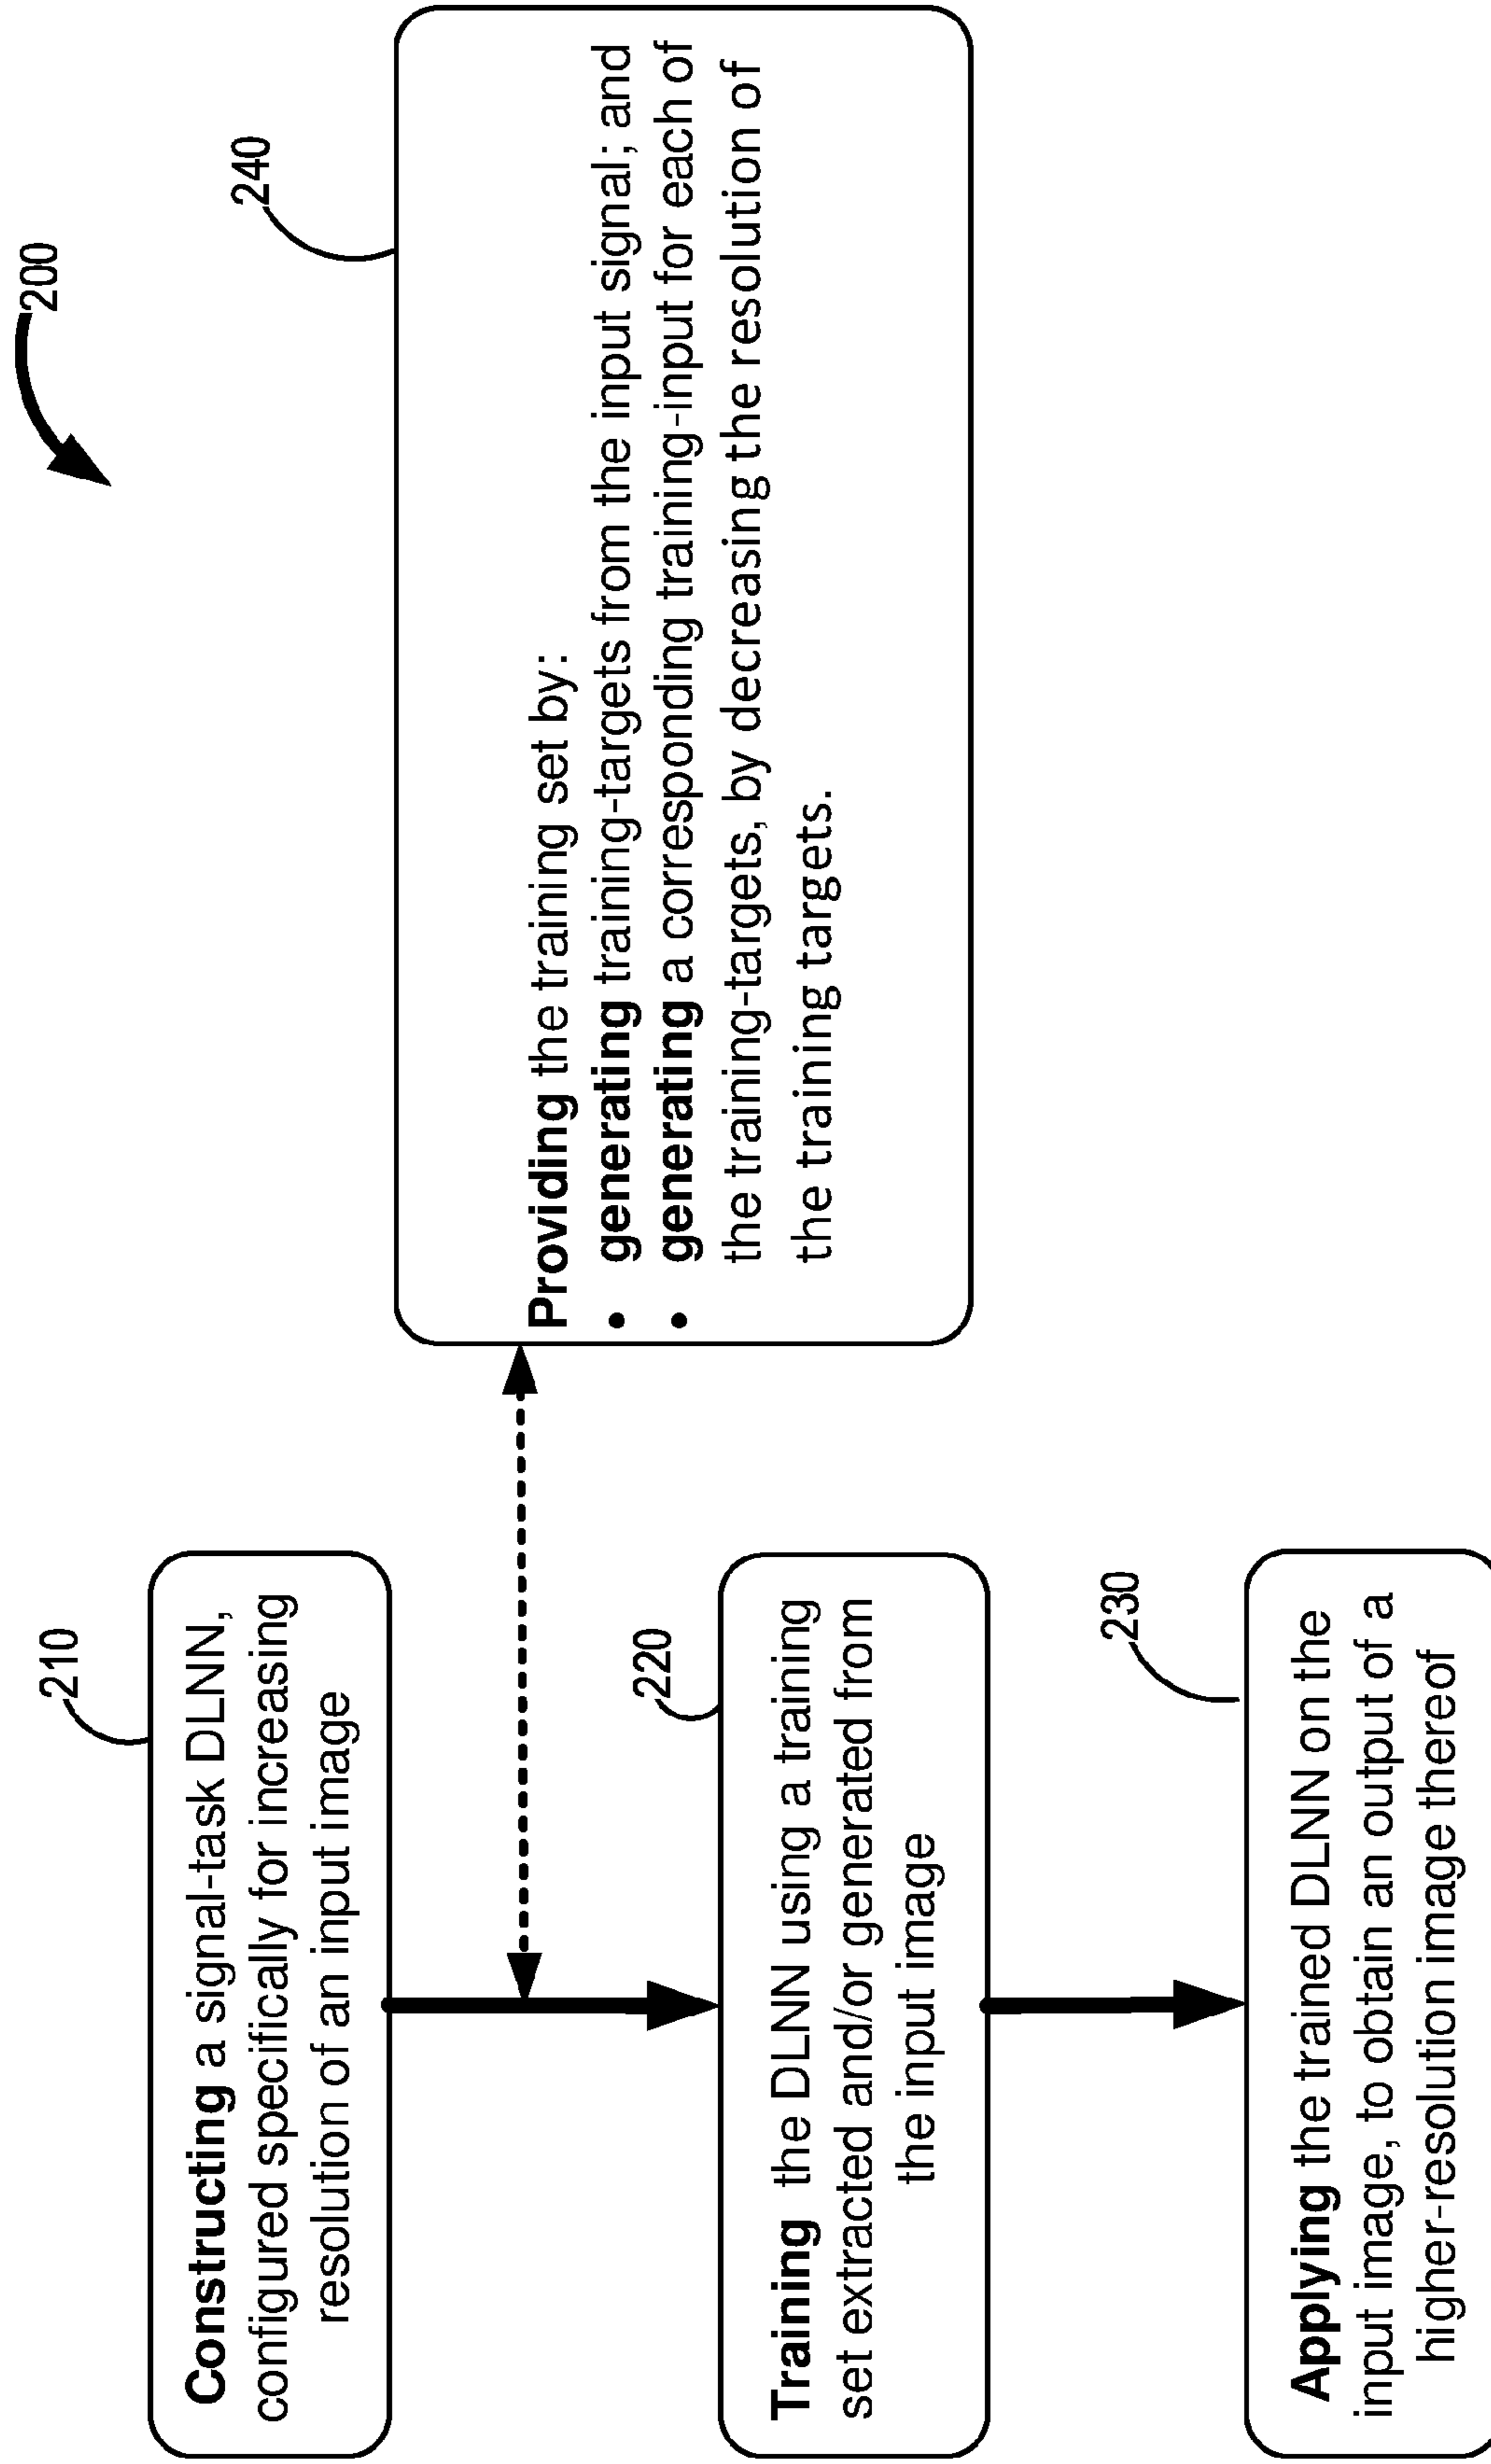 200
210
Constructing a signal-task DLNN,
configured specifically for increasing
resolution of an input image
240
Providing the training set by:
• generating training-targets from the input signal; and
• generating a corresponding training-input for each of
the training-targets, by decreasing the resolution of
the training targets.
220
Training the DLNN using a training
set extracted and/or generated from
the input image
230
Applying the trained DLNN on the
input image, to obtain an output of a
higher-resolution image thereof